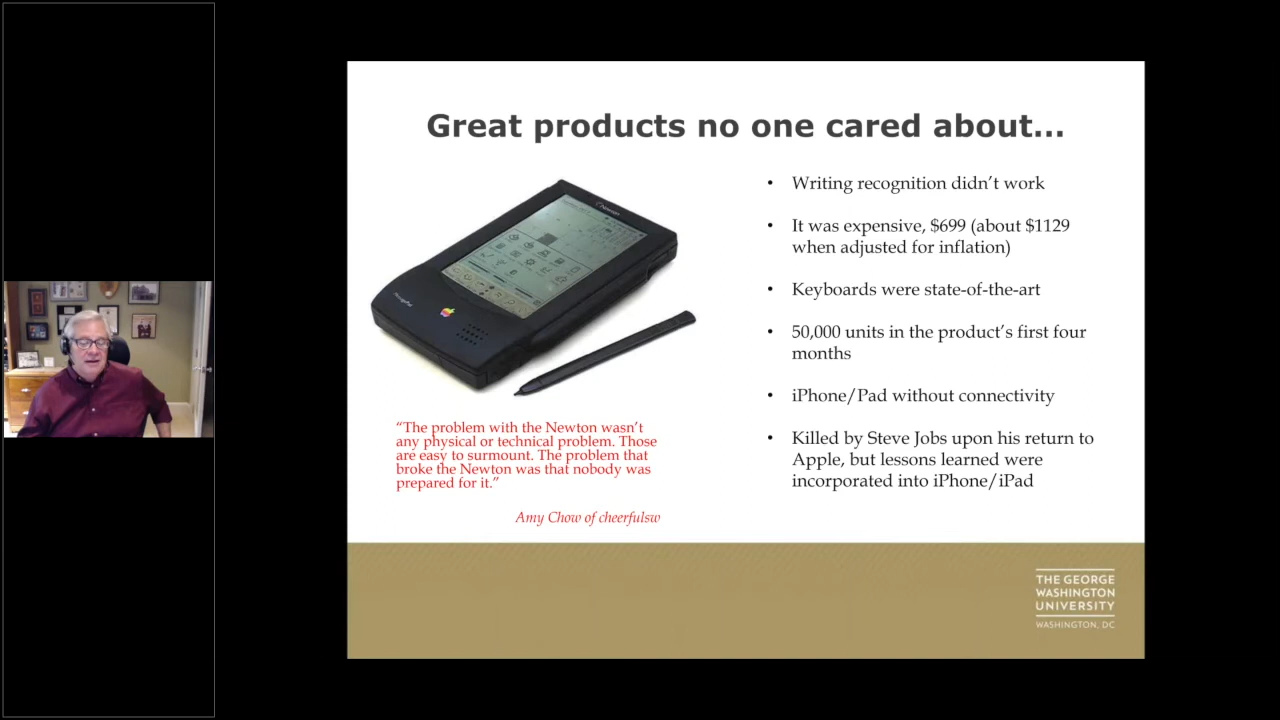 Great products no one cared about...
Newton
• Writing recognition didn't work
• It was expensive, $699 (about $1129
when adjusted for inflation)
• Keyboards were state-of-the-art
• 50,000 units in the product's first four
months
• iPhone/Pad without connectivity
• Killed by Steve Jobs upon his return to
Apple, but lessons learned were
incorporated into iPhone/iPad
“The problem with the Newton wasn't
any physical or technical problem. Those
are easy to surmount. The problem that
broke the Newton was that nobody was
prepared for it.”
Amy Chow of cheerfulsw
THE GEORGE
WASHINGTON
UNIVERSITY
WASHINGTON, DC